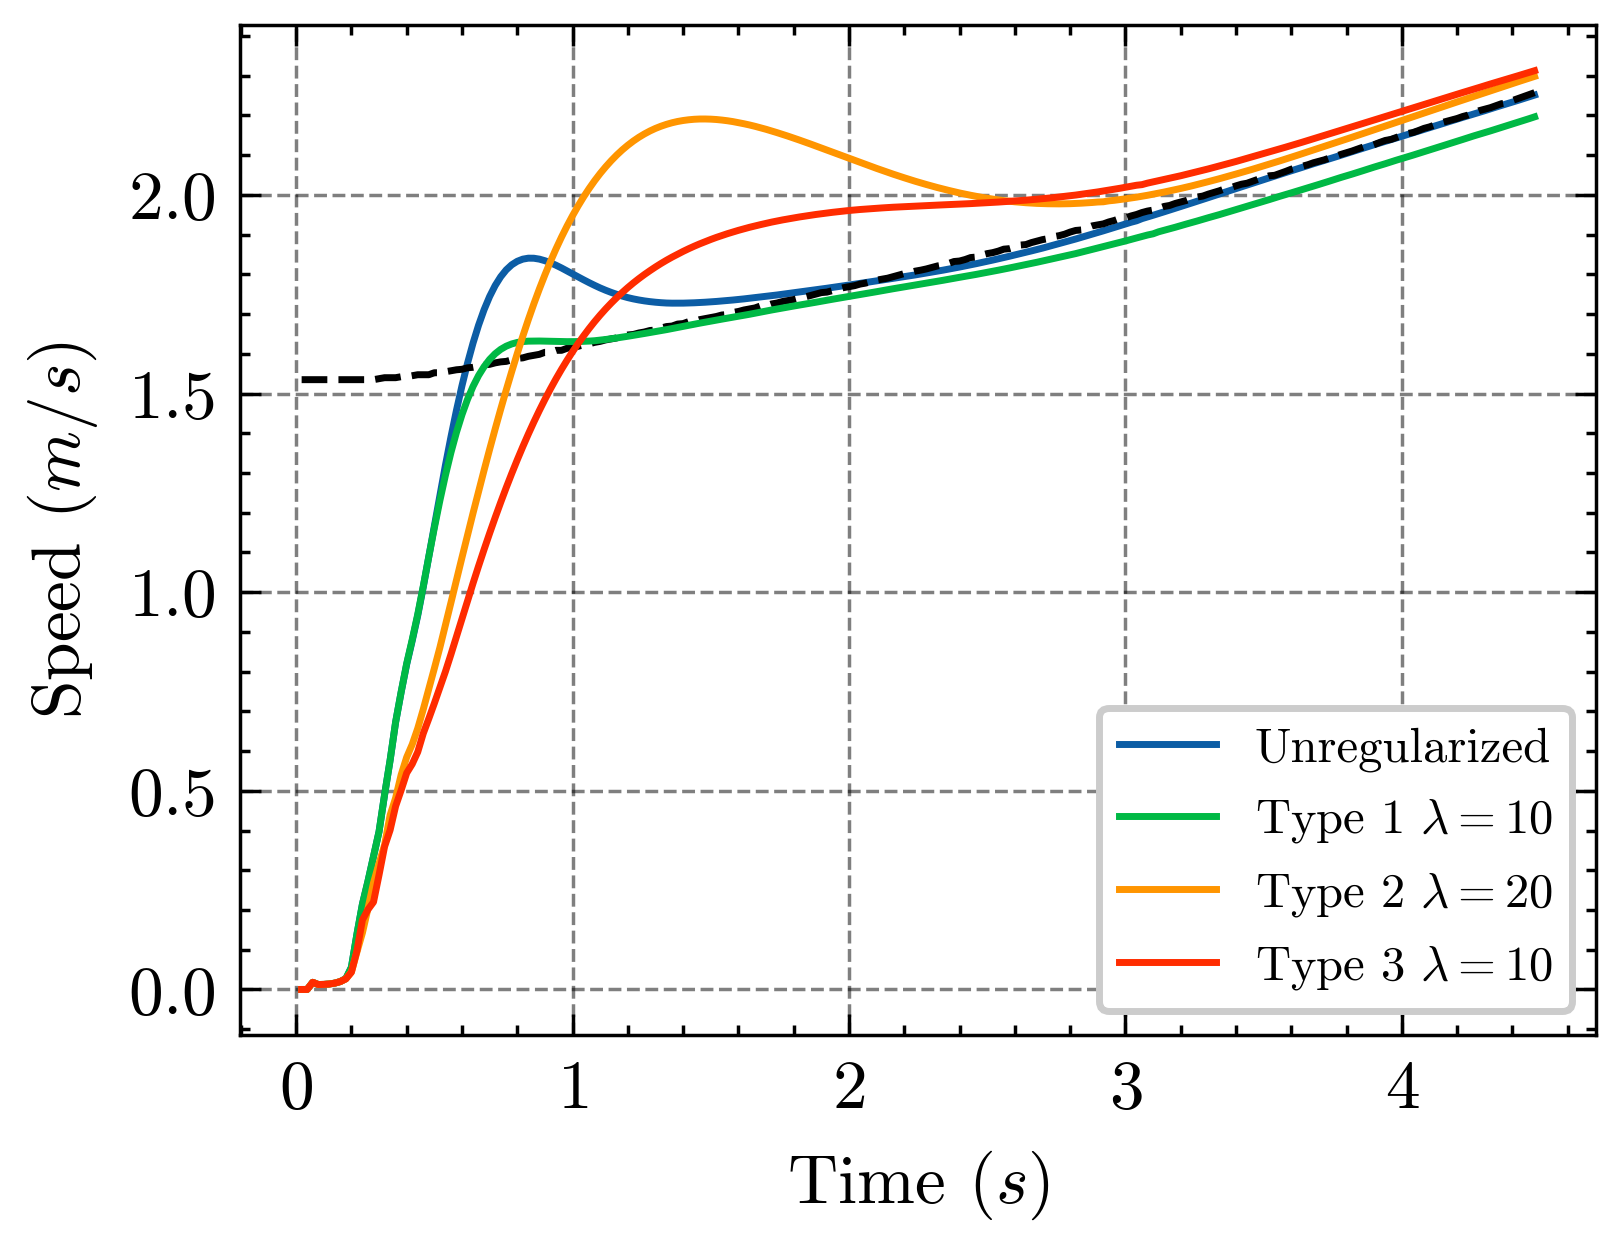 Speed (m/s)
2.0
1.5
1.0
0.5
0.0
0 1 2 3 4
Time (s)
Unregularized
Type 1 λ = 10
Type 2 λ = 20
Type 3 λ = 10